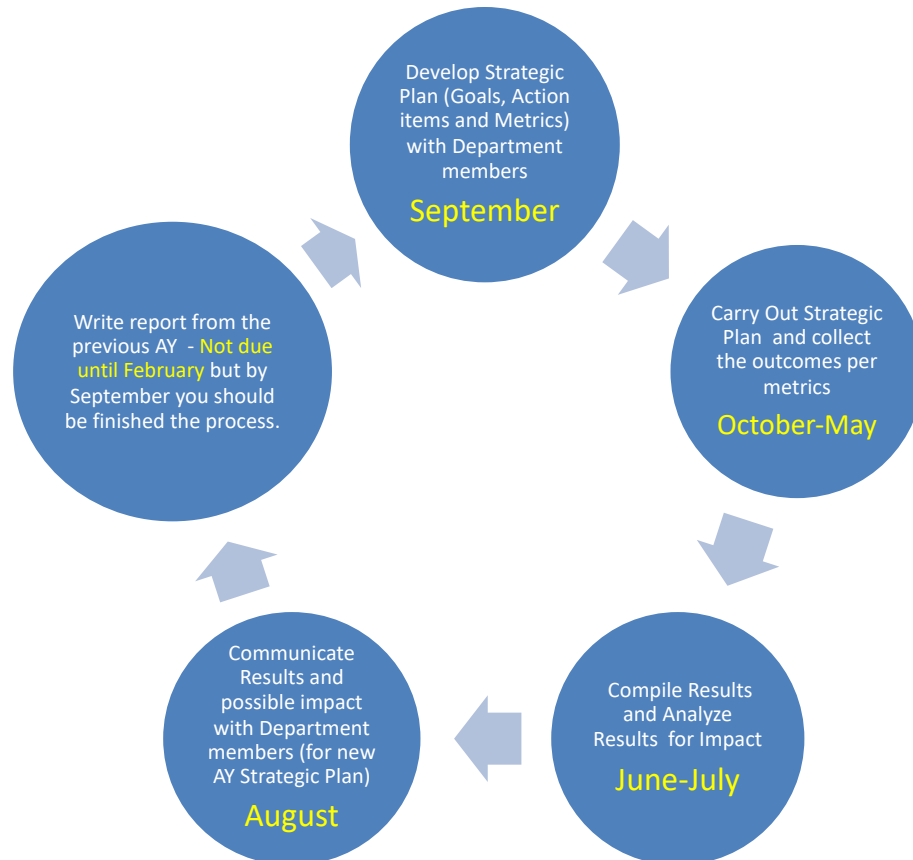 Develop Strategic
Plan (Goals, Action
items and Metrics)
with Department
members
September
Carry Out Strategic
Plan and collect
the outcomes per
metrics
October-May
Compile Results
and Analyze
Results for Impact
June-July
Communicate
Results and
possible impact
with Department
members (for new
AY Strategic Plan)
August
Write report from the
previous AY - Not due
until February but by
September you should
be finished the process.